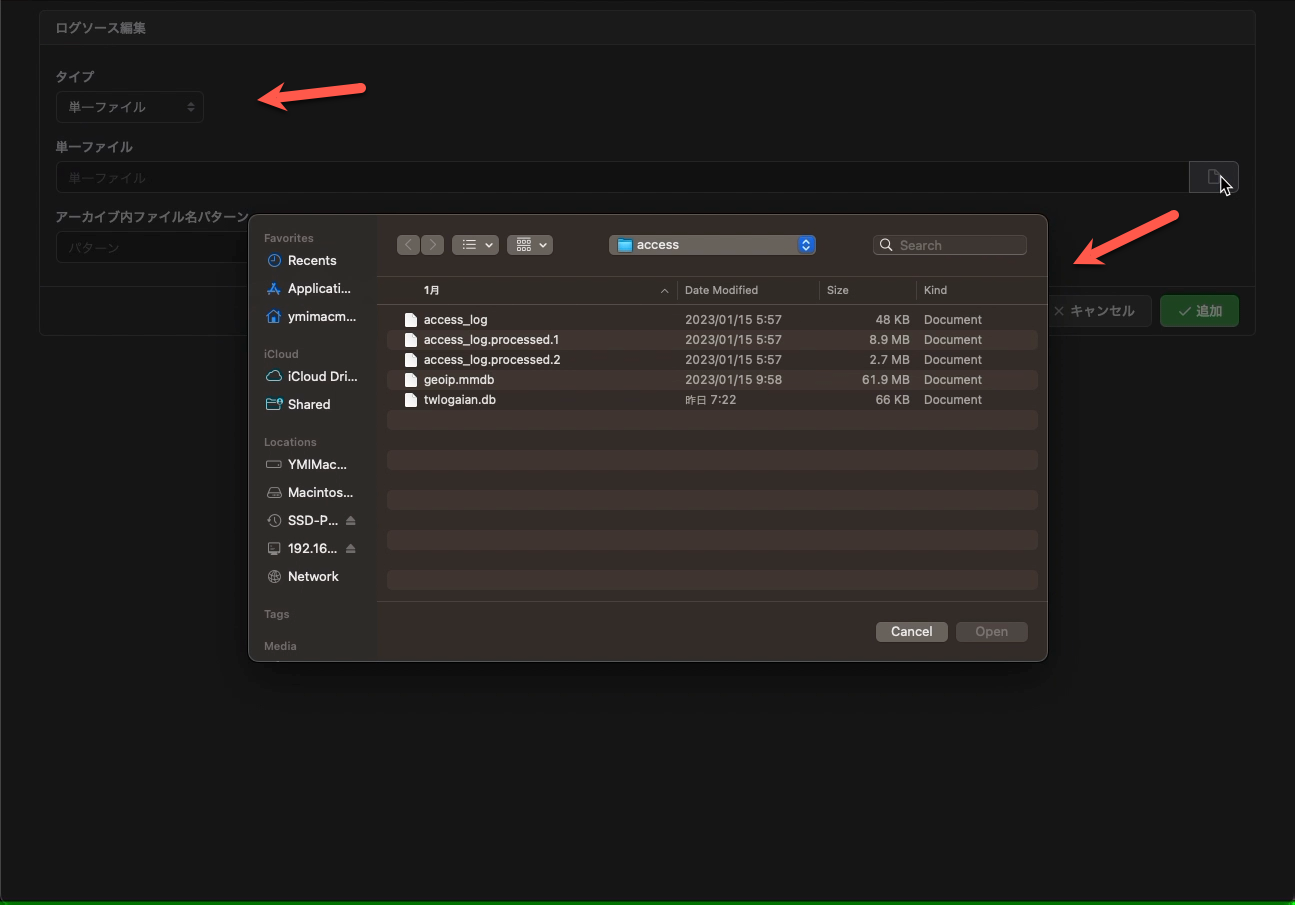 ログソース編集
タイプ
単一ファイル
単一ファイル
単一ファイル
アーカイブ内ファイル名パターン
パターン
キャンセル
追加
Favorites
Recents
Applicati...
ymimacm...
iCloud
iCloud Dri...
Shared
Locations
YMIMac...
Macintos...
SSD-P...
192.16...
Network
Tags
Media
access
Search
1月 Date Modified Size Kind
access_log 2023/01/15 5:57 48 KB Document
access_log.processed.1 2023/01/15 5:57 8.9 MB Document
access_log.processed.2 2023/01/15 5:57 2.7 MB Document
geoip.mmdb 2023/01/15 9:58 61.9 MB Document
twlogaian.db 昨日 7:22 66 KB Document
Cancel
Open